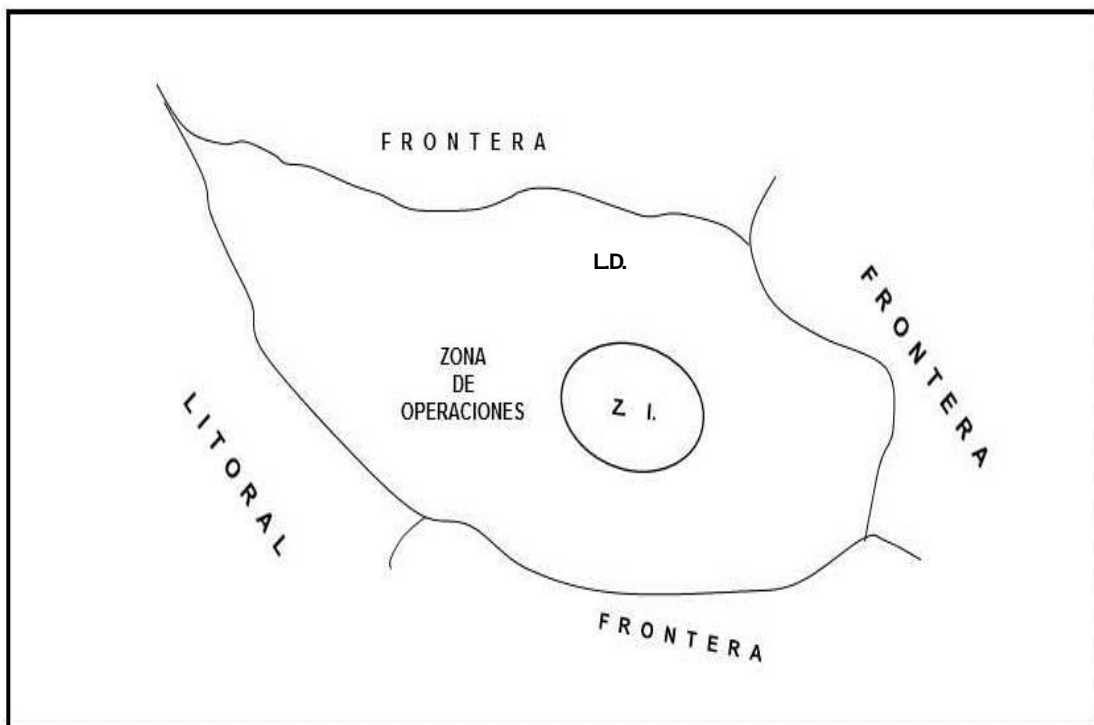 FRONTERA
L.D.
FRONTERA
ZONA
DE
OPERACIONES
Z. I.
LITORAL
FRONTERA